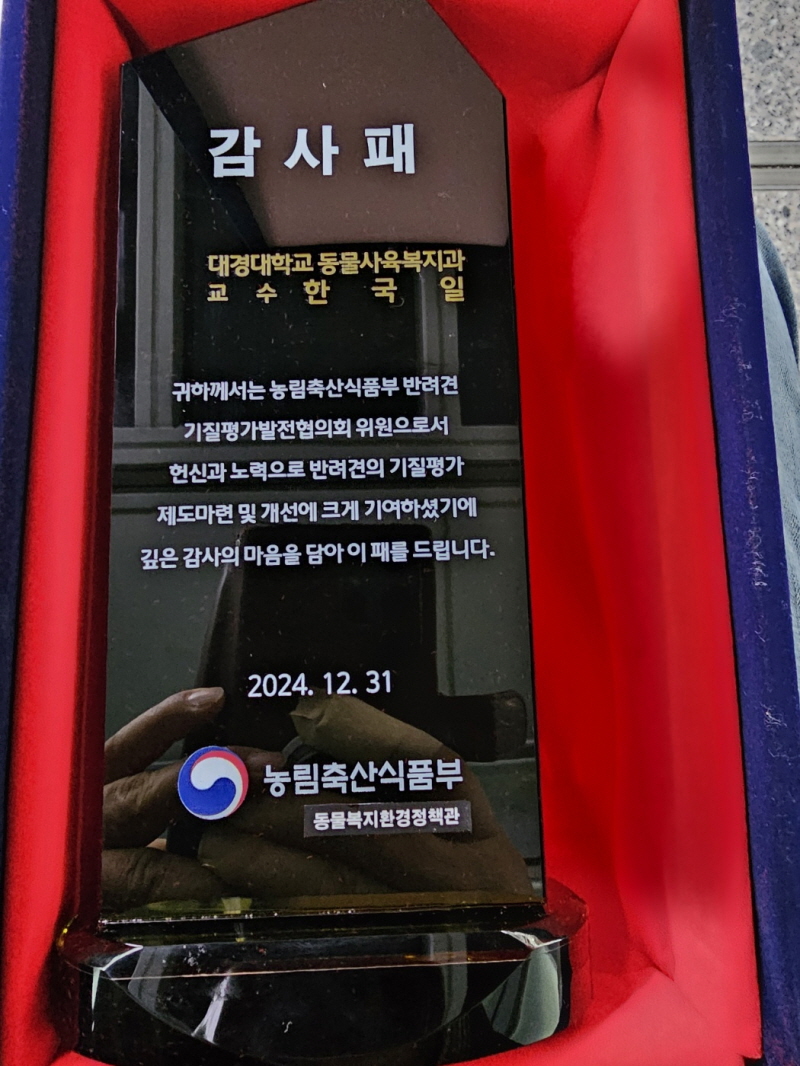 감 사 패
대경대학교 동물사육복지과
교 수 한 국 일
귀하께서는 농림축산식품부 반려견
기질평가발전협의회 위원으로서
헌신과 노력으로 반려견의 기질평가
제도마련 및 개선에 크게 기여하셨기에
깊은 감사의 마음을 담아 이 패를 드립니다.
2024. 12. 31
농림축산식품부
동물복지환경정책관